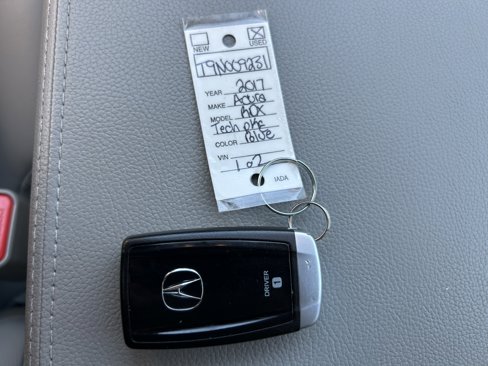 NEW USED
T9N009231
YEAR 2017
MAKE Acura
MODEL RDX
Tech pkg
COLOR Blue
VIN
1 of 2
IADA
DRIVER 1